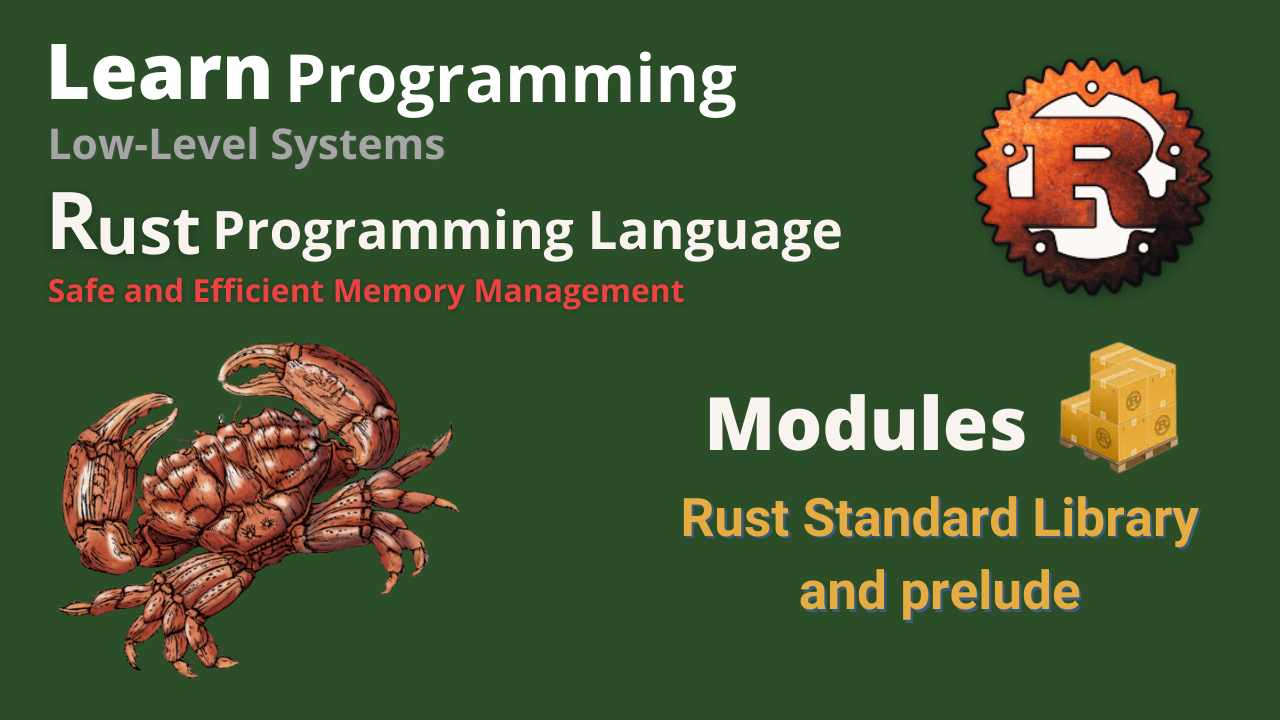 Learn Programming
Low-Level Systems
Rust Programming Language
Safe and Efficient Memory Management
R
Modules
Rust Standard Library
and prelude